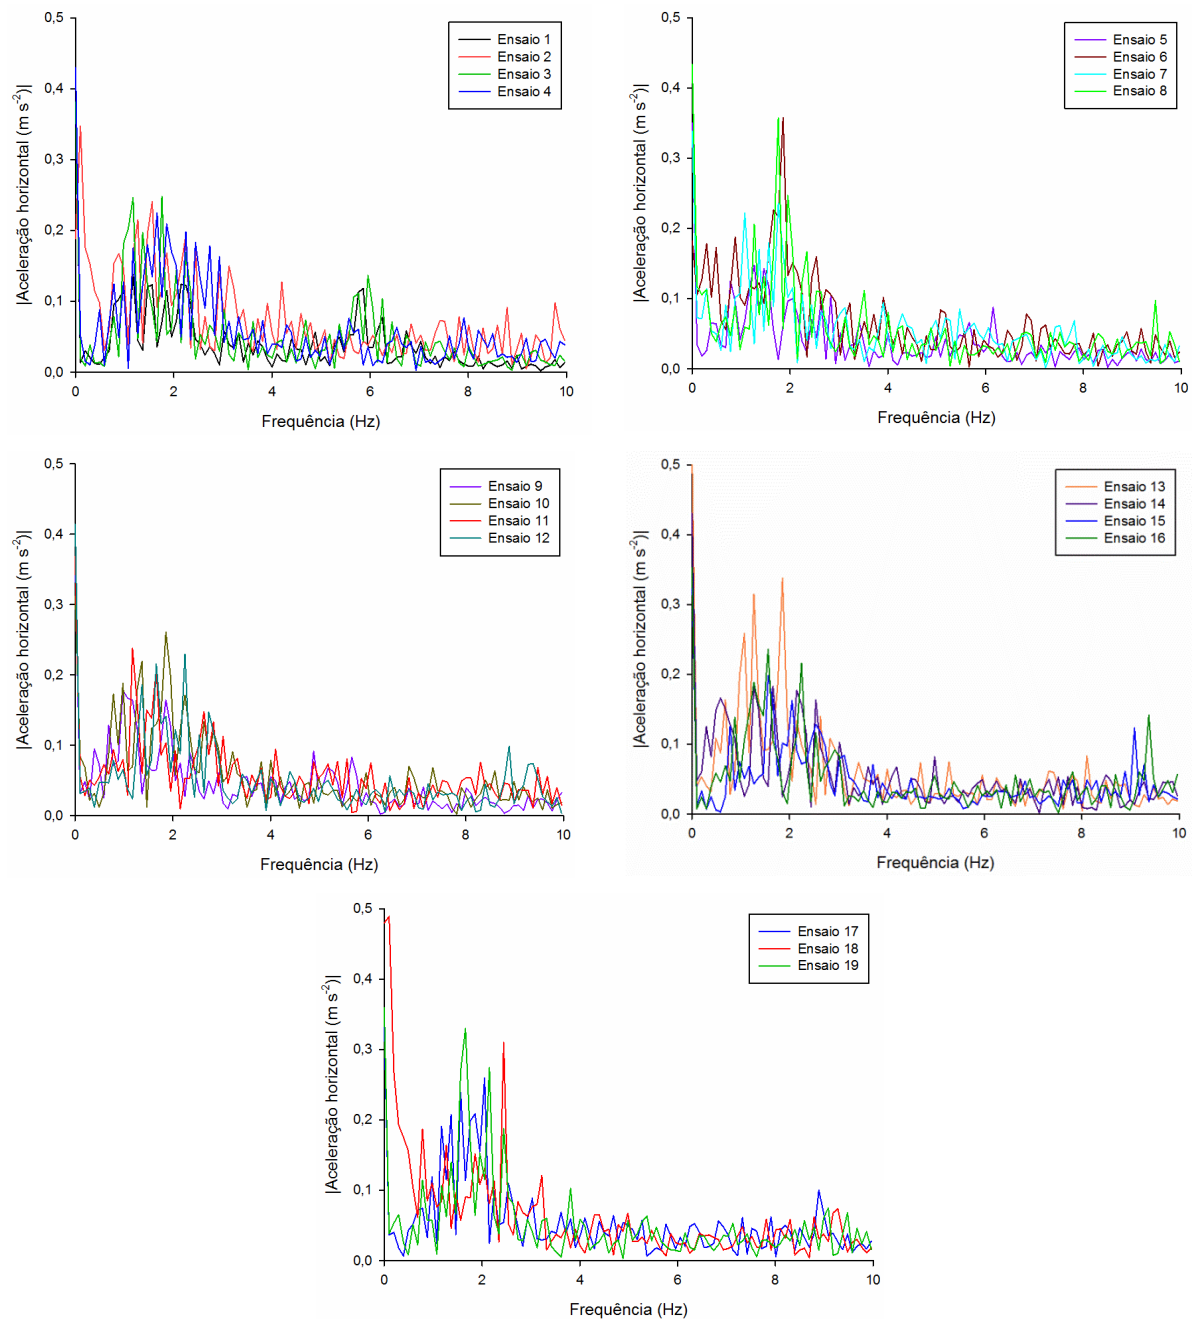 0,5
0,4
0,3
0,2
0,1
0,0
|Aceleração horizontal (m s-2)|
0 2 4 6 8 10
Frequência (Hz)
Ensaio 1
Ensaio 2
Ensaio 3
Ensaio 4
0,5
0,4
0,3
0,2
0,1
0,0
|Aceleração horizontal (m s-2)|
0 2 4 6 8 10
Frequência (Hz)
Ensaio 5
Ensaio 6
Ensaio 7
Ensaio 8
0,5
0,4
0,3
0,2
0,1
0,0
|Aceleração horizontal (m s-2)|
0 2 4 6 8 10
Frequência (Hz)
Ensaio 9
Ensaio 10
Ensaio 11
Ensaio 12
0,5
0,4
0,3
0,2
0,1
0,0
|Aceleração horizontal (m s-2)|
0 2 4 6 8 10
Frequência (Hz)
Ensaio 13
Ensaio 14
Ensaio 15
Ensaio 16
0,5
0,4
0,3
0,2
0,1
0,0
|Aceleração horizontal (m s-2)|
0 2 4 6 8 10
Frequência (Hz)
Ensaio 17
Ensaio 18
Ensaio 19